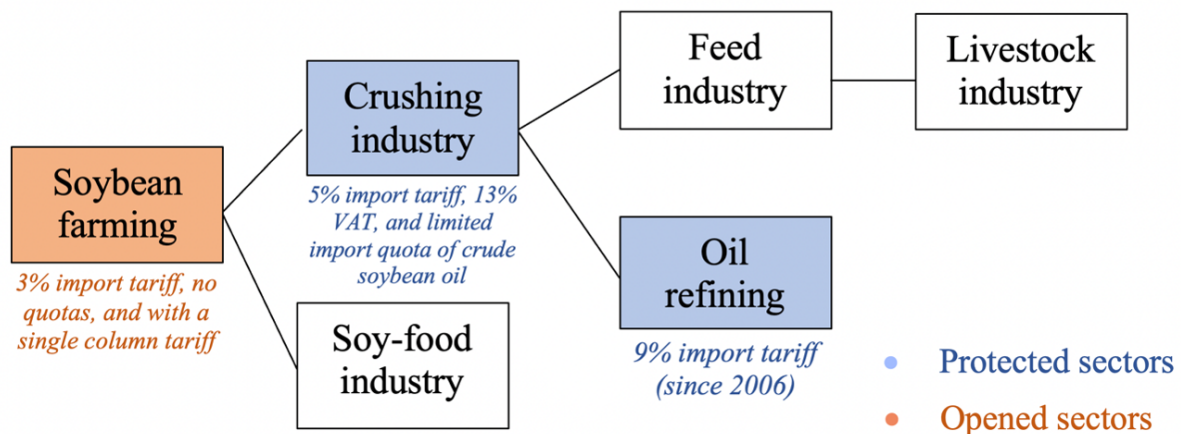 Feed
industry
Livestock
industry
Crushing
industry
5% import tariff, 13%
VAT, and limited
import quota of crude
soybean oil
Soybean
farming
3% import tariff, no
quotas, and with a
single column tariff
Oil
refining
9% import tariff
(since 2006)
Soy-food
industry
Protected sectors
Opened sectors